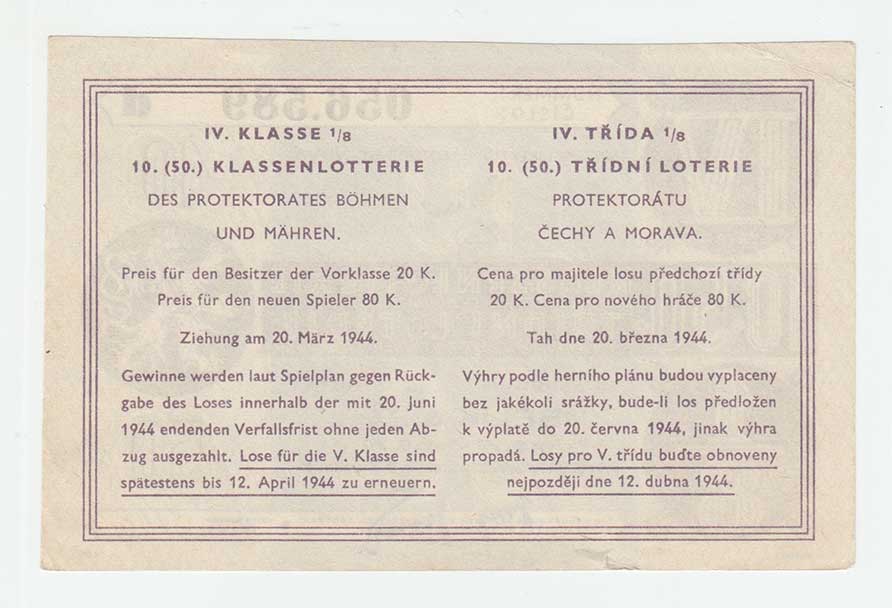 IV. KLASSE 1/8
10. (50.) KLASSENLOTTERIE
DES PROTEKTORATES BÖHMEN
UND MÄHREN.
Preis für den Besitzer der Vorklasse 20 K.
Preis für den neuen Spieler 80 K.
Ziehung am 20. März 1944.
Gewinne werden laut Spielplan gegen Rück-
gabe des Loses innerhalb der mit 20. Juni
1944 endenden Verfallsfrist ohne jeden Ab-
zug ausgezahlt. Lose für die V. Klasse sind
spätestens bis 12. April 1944 zu erneuern.
IV. TŘÍDA 1/8
10. (50.) TŘÍDNÍ LOTERIE
PROTEKTORÁTU
ČECHY A MORAVA.
Cena pro majitele losu předchozí třídy
20 K. Cena pro nového hráče 80 K.
Tah dne 20. března 1944.
Výhry podle herního plánu budou vyplaceny
bez jakékoli srážky, bude-li los předložen
k výplatě do 20. června 1944, jinak výhra
propadá. Losy pro V. třídu buďte obnoveny
nejpozději dne 12. dubna 1944.